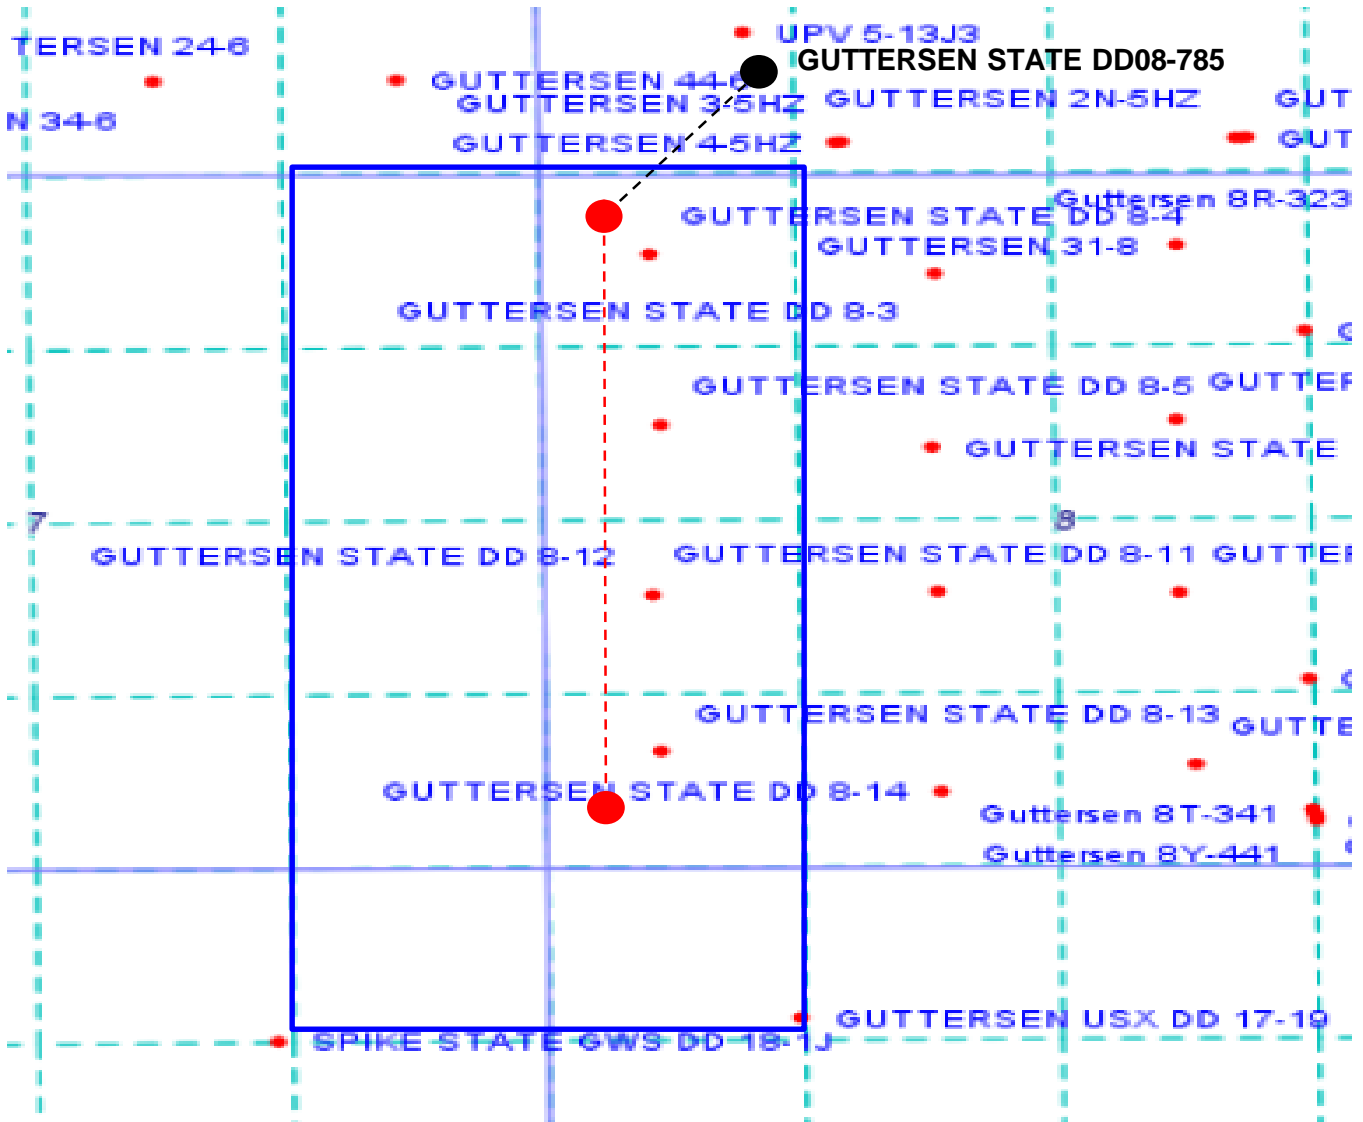 UPV 5-13J3
TERSEN 24-6
GUTTERSEN STATE DD08-785
GUTTERSEN 44-6
GUTTERSEN 3-5HZ
GUTTERSEN 2N-5HZ
GUT
N 34-6
GUTTERSEN 4-5HZ
GUT
Guttersen 8R-323
GUTTERSEN STATE DD 8-4
GUTTERSEN 31-8
GUTTERSEN STATE DD 8-3
GUTTERSEN STATE DD 8-5
GUTTER
GUTTERSEN STATE
7
8
GUTTERSEN STATE DD 8-12
GUTTERSEN STATE DD 8-11
GUTTER
GUTTERSEN STATE DD 8-13
GUTTE
GUTTERSEN STATE DD 8-14
Guttersen 8T-341
Guttersen 8Y-441
GUTTERSEN USX DD 17-19
SPIKE STATE GWS DD 18-1J